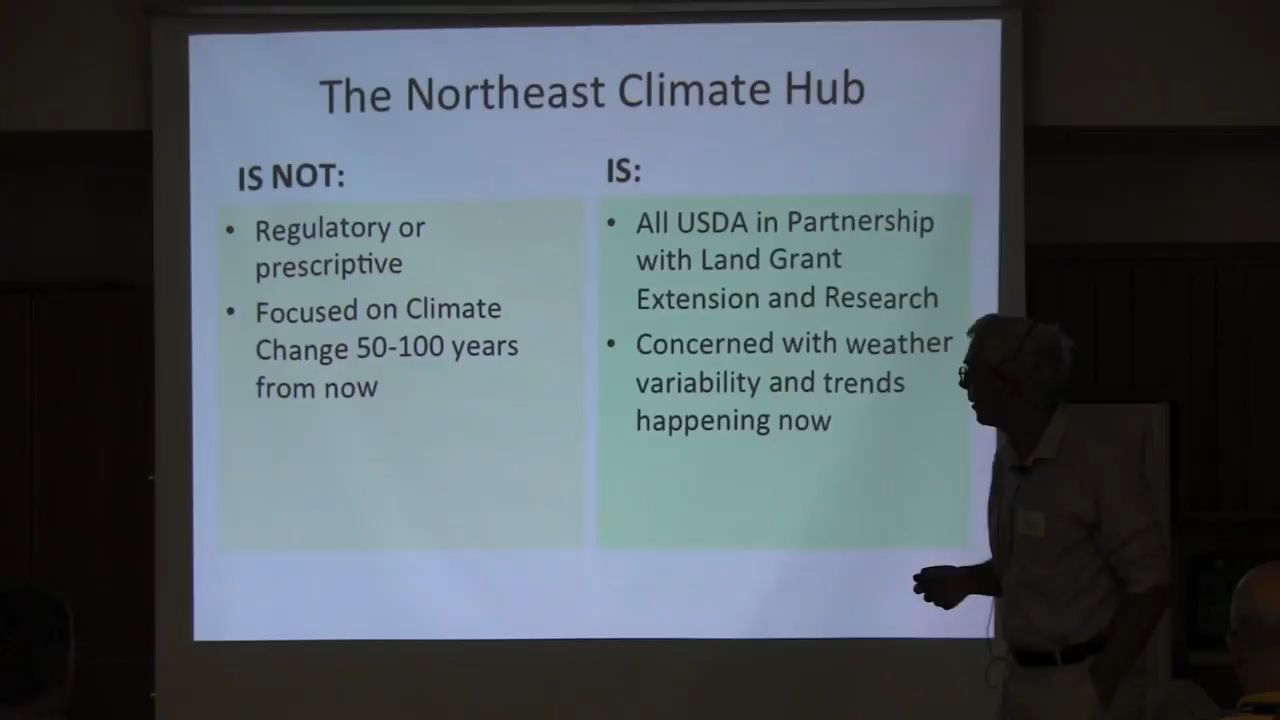 The Northeast Climate Hub
IS NOT:
• Regulatory or
prescriptive
• Focused on Climate
Change 50-100 years
from now
IS:
• All USDA in Partnership
with Land Grant
Extension and Research
• Concerned with weather
variability and trends
happening now